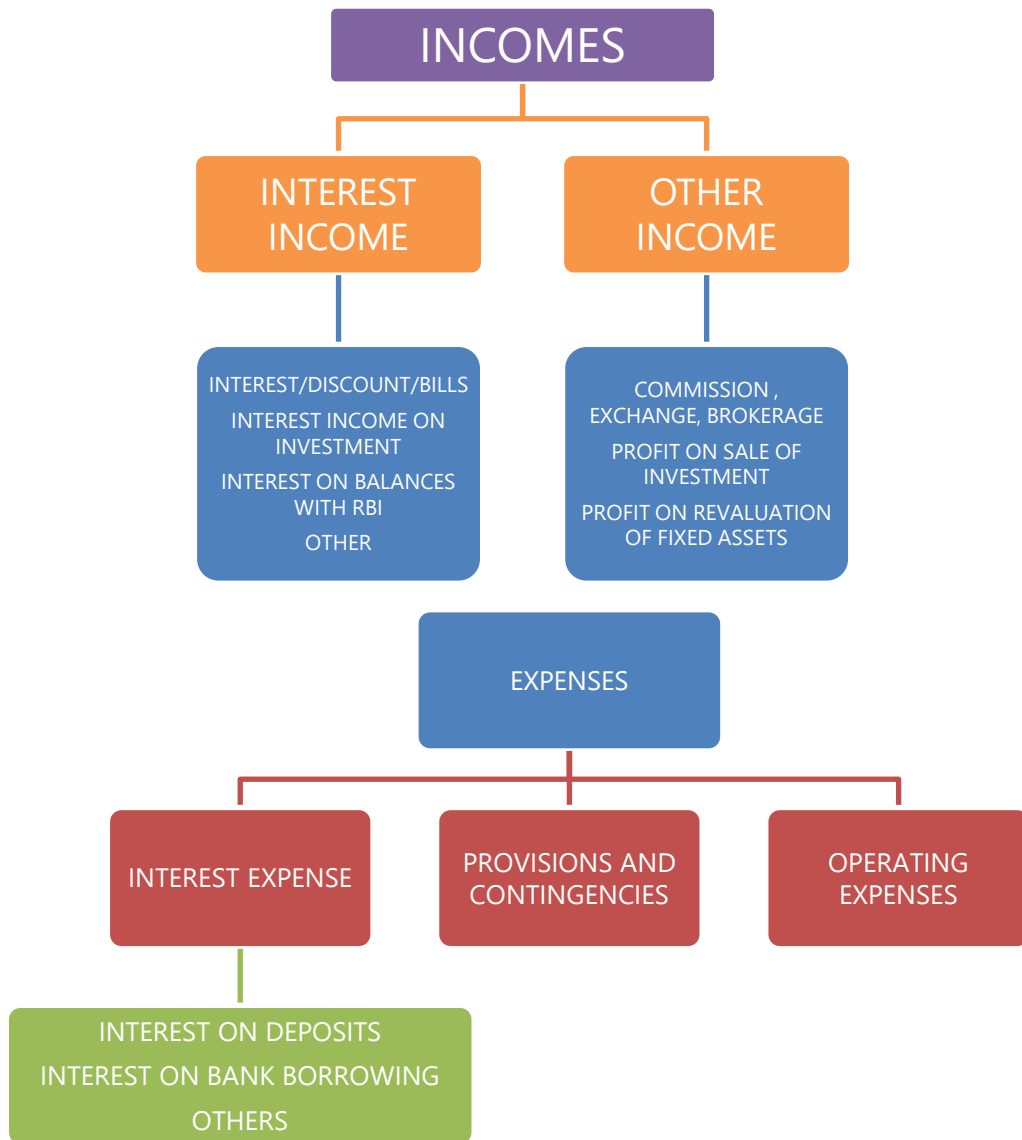 INCOMES
INTEREST
INCOME
OTHER
INCOME
INTEREST/DISCOUNT/BILLS
INTEREST INCOME ON
INVESTMENT
INTEREST ON BALANCES
WITH RBI
OTHER
COMMISSION ,
EXCHANGE, BROKERAGE
PROFIT ON SALE OF
INVESTMENT
PROFIT ON REVALUATION
OF FIXED ASSETS
EXPENSES
INTEREST EXPENSE
PROVISIONS AND
CONTINGENCIES
OPERATING
EXPENSES
INTEREST ON DEPOSITS
INTEREST ON BANK BORROWING
OTHERS